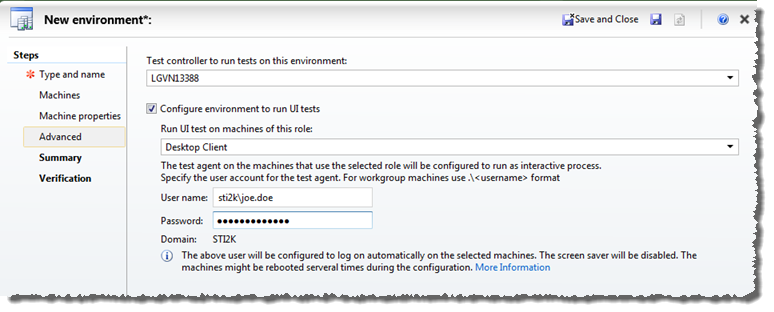 New environment*:
Save and Close
Steps
Type and name
Machines
Machine properties
Advanced
Summary
Verification
Test controller to run tests on this environment:
LGVN13388
Configure environment to run UI tests
Run UI test on machines of this role:
Desktop Client
The test agent on the machines that use the selected role will be configured to run as interactive process.
Specify the user account for the test agent. For workgroup machines use .\<username> format
User name: sti2k\joe.doe
Password: ●●●●●●●●●●●●●
Domain: STI2K
The above user will be configured to log on automatically on the selected machines. The screen saver will be disabled. The
machines might be rebooted serveral times during the configuration. More Information